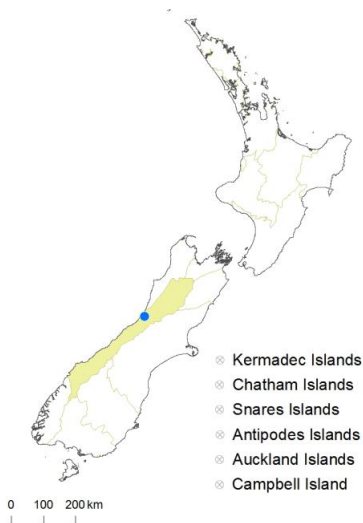 ⊗ Kermadec Islands
⊗ Chatham Islands
⊗ Snares Islands
⊗ Antipodes Islands
⊗ Auckland Islands
⊗ Campbell Island
0 100 200 km